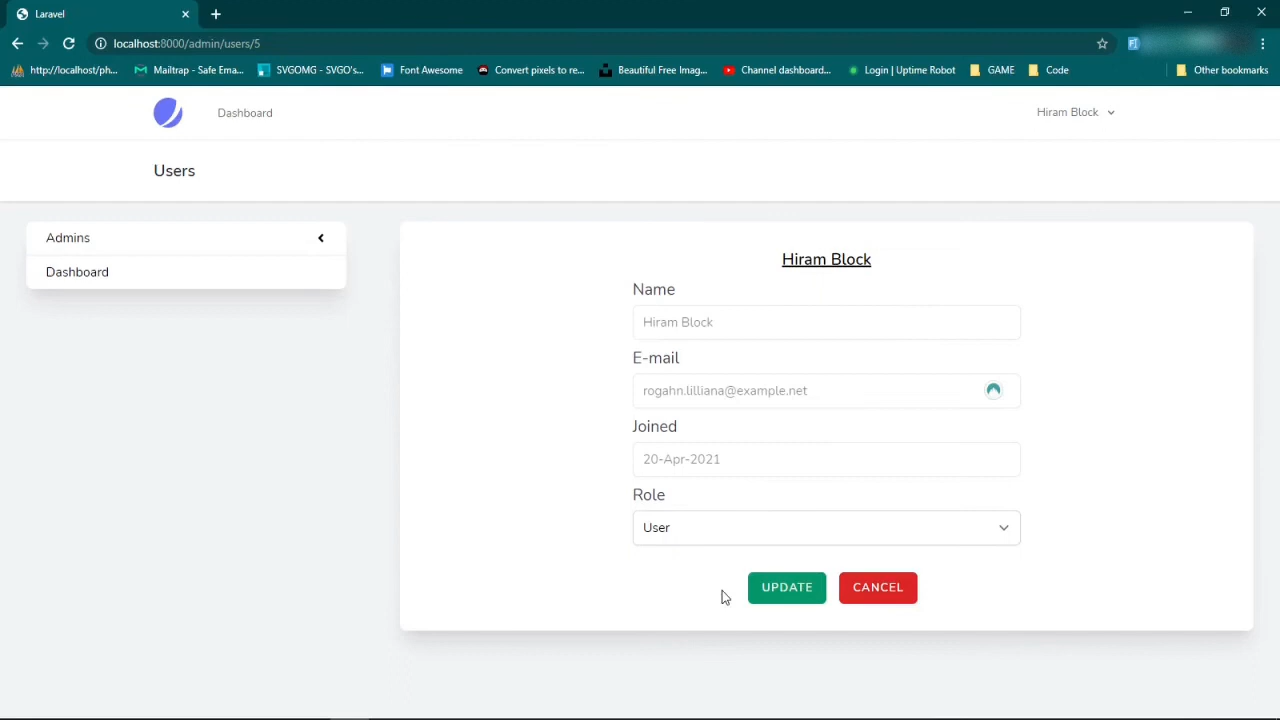 Laravel
localhost:8000/admin/users/5
http://localhost/ph...
Mailtrap - Safe Ema...
SVGOMG - SVGO's...
Font Awesome
Convert pixels to re...
Beautiful Free Imag...
Channel dashboard...
Login | Uptime Robot
GAME
Code
Other bookmarks
Dashboard
Hiram Block
Users
Admins
Dashboard
Hiram Block
Name
Hiram Block
E-mail
rogahn.lilliana@example.net
Joined
20-Apr-2021
Role
User
UPDATE
CANCEL